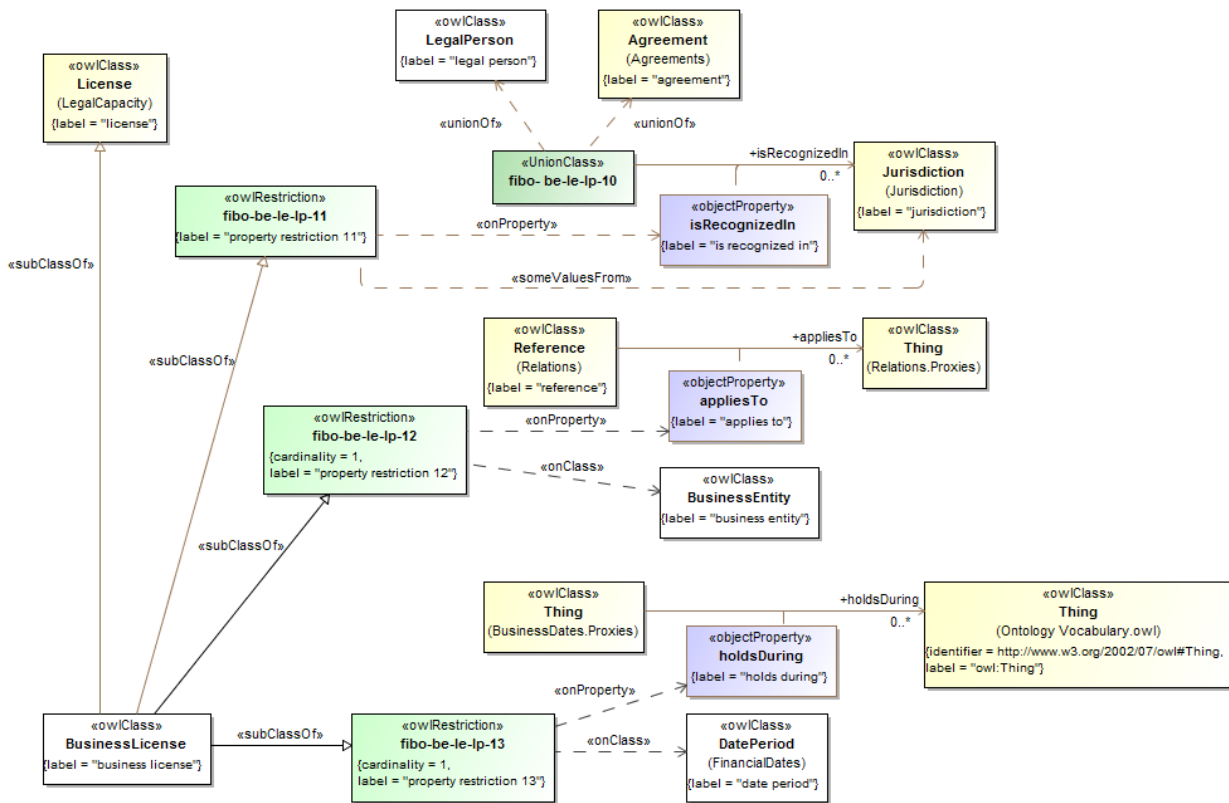 «owlClass»
LegalPerson
{label = "legal person"}
«owlClass»
Agreement
(Agreements)
{label = "agreement"}
«owlClass»
License
(LegalCapacity)
{label = "license"}
«unionOf»
«unionOf»
«UnionClass»
fibo- be-le-lp-10
+isRecognizedIn
0..*
«owlClass»
Jurisdiction
(Jurisdiction)
{label = "jurisdiction"}
«owlRestriction»
fibo-be-le-lp-11
{label = "property restriction 11"}
«onProperty»
«objectProperty»
isRecognizedIn
{label = "is recognized in"}
«subClassOf»
«someValuesFrom»
«subClassOf»
«owlClass»
Reference
(Relations)
{label = "reference"}
+appliesTo
0..*
«owlClass»
Thing
(Relations.Proxies)
«objectProperty»
appliesTo
{label = "applies to"}
«owlRestriction»
fibo-be-le-lp-12
{cardinality = 1,
label = "property restriction 12"}
«onProperty»
«onClass»
«owlClass»
BusinessEntity
{label = "business entity"}
«subClassOf»
«owlClass»
Thing
(BusinessDates.Proxies)
+holdsDuring
0..*
«owlClass»
Thing
(Ontology Vocabulary.owl)
{identifier = http://www.w3.org/2002/07/owl#Thing,
label = "owl:Thing"}
«objectProperty»
holdsDuring
{label = "holds during"}
«onProperty»
«owlClass»
BusinessLicense
{label = "business license"}
«subClassOf»
«owlRestriction»
fibo-be-le-lp-13
{cardinality = 1,
label = "property restriction 13"}
«onClass»
«owlClass»
DatePeriod
(FinancialDates)
{label = "date period"}